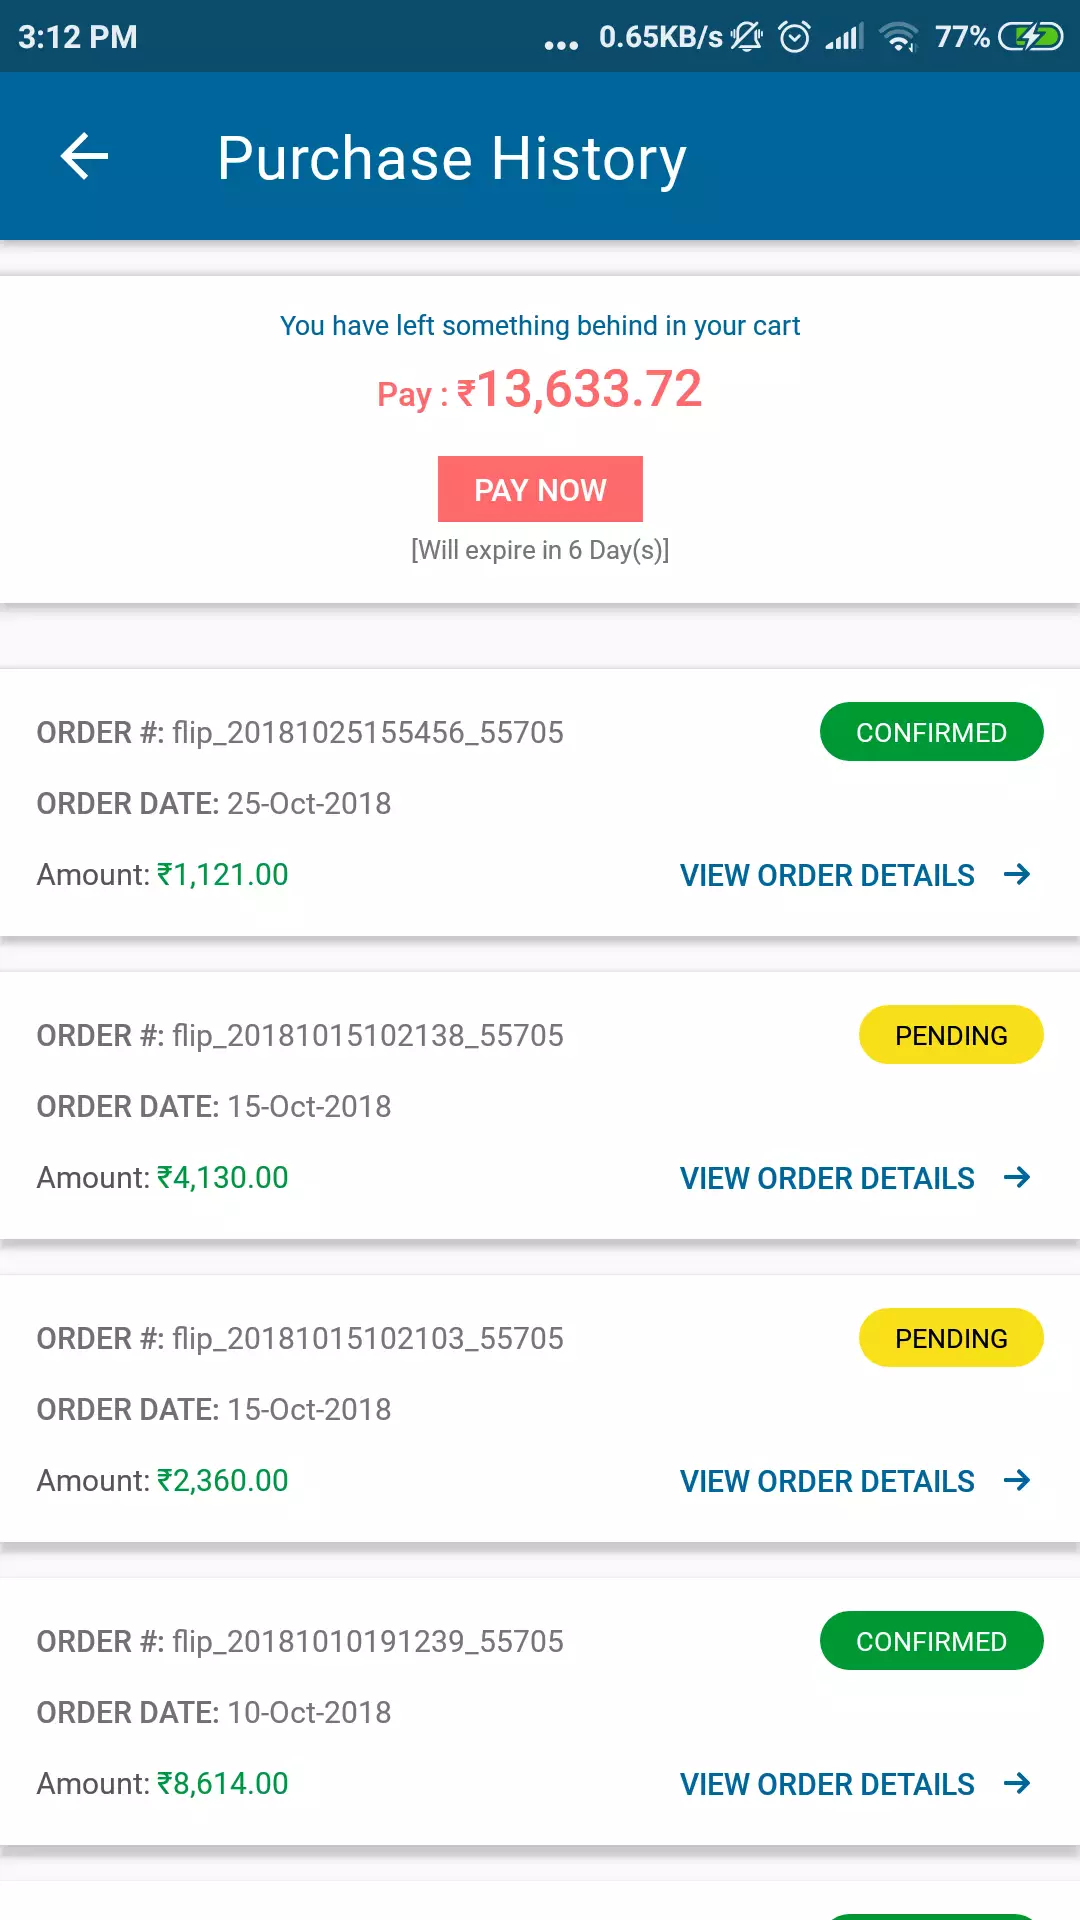 3:12 PM ... 0.65KB/s 77%
Purchase History
You have left something behind in your cart
Pay : ₹13,633.72
PAY NOW
[Will expire in 6 Day(s)]
ORDER #: flip_20181025155456_55705 CONFIRMED
ORDER DATE: 25-Oct-2018
Amount: ₹1,121.00 VIEW ORDER DETAILS →
ORDER #: flip_20181015102138_55705 PENDING
ORDER DATE: 15-Oct-2018
Amount: ₹4,130.00 VIEW ORDER DETAILS →
ORDER #: flip_20181015102103_55705 PENDING
ORDER DATE: 15-Oct-2018
Amount: ₹2,360.00 VIEW ORDER DETAILS →
ORDER #: flip_20181010191239_55705 CONFIRMED
ORDER DATE: 10-Oct-2018
Amount: ₹8,614.00 VIEW ORDER DETAILS →